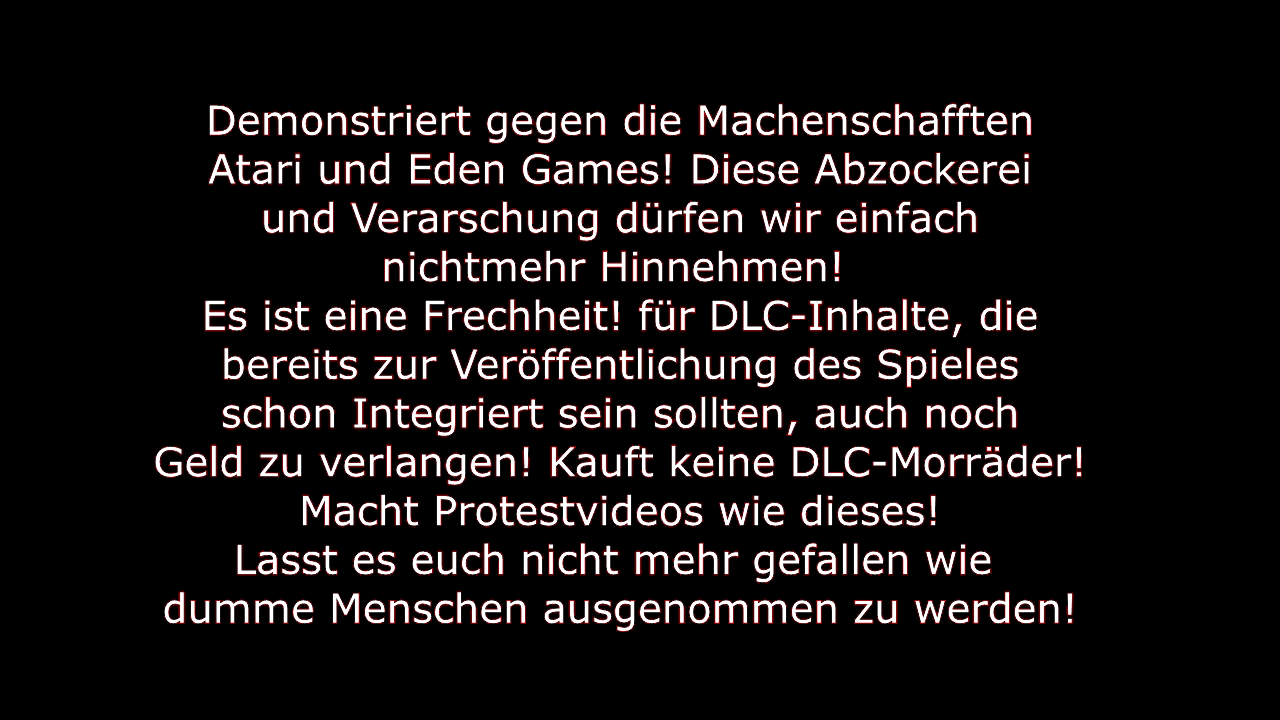 Demonstriert gegen die Machenschafften
Atari und Eden Games! Diese Abzockerei
und Verarschung dürfen wir einfach
nichtmehr Hinnehmen!
Es ist eine Frechheit! für DLC-Inhalte, die
bereits zur Veröffentlichung des Spieles
schon Integriert sein sollten, auch noch
Geld zu verlangen! Kauft keine DLC-Morräder!
Macht Protestvideos wie dieses!
Lasst es euch nicht mehr gefallen wie
dumme Menschen ausgenommen zu werden!